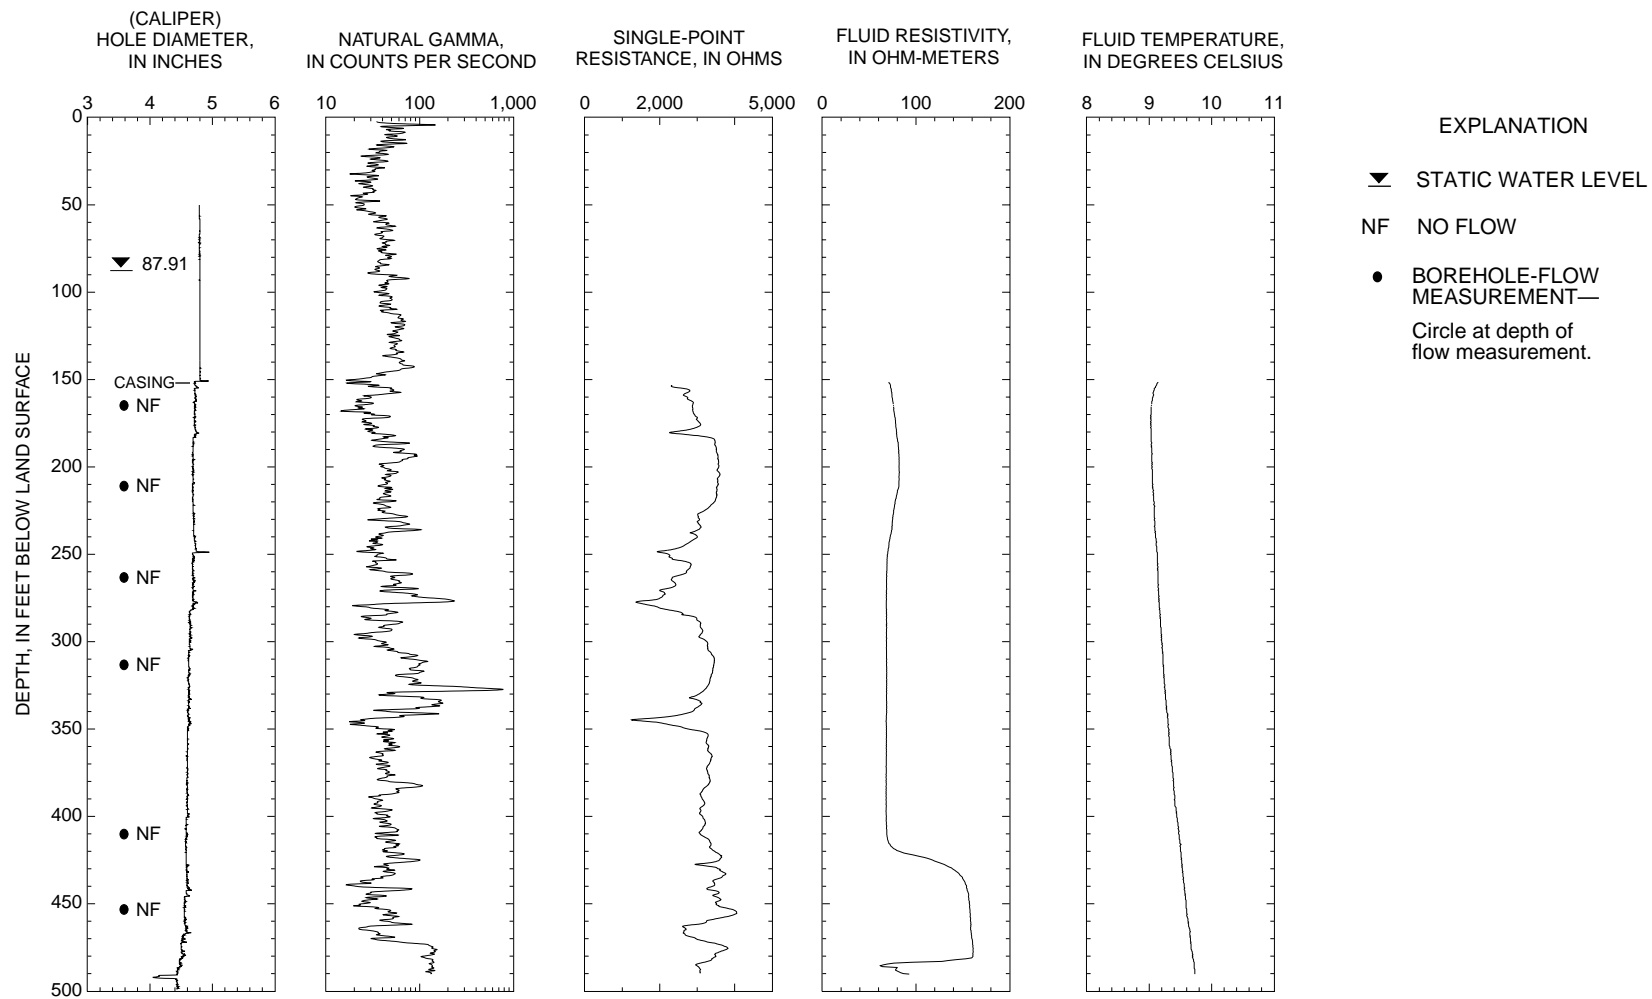 (CALIPER)
HOLE DIAMETER,
IN INCHES
NATURAL GAMMA,
IN COUNTS PER SECOND
SINGLE-POINT
RESISTANCE, IN OHMS
FLUID RESISTIVITY,
IN OHM-METERS
FLUID TEMPERATURE,
IN DEGREES CELSIUS
3 4 5 6
10 100 1,000
0 2,000 5,000
0 100 200
8 9 10 11
DEPTH, IN FEET BELOW LAND SURFACE
0
50
100
150
200
250
300
350
400
450
500
87.91
CASING
NF
NF
NF
NF
NF
NF
EXPLANATION
STATIC WATER LEVEL
NF NO FLOW
BOREHOLE-FLOW
MEASUREMENT—
Circle at depth of
flow measurement.